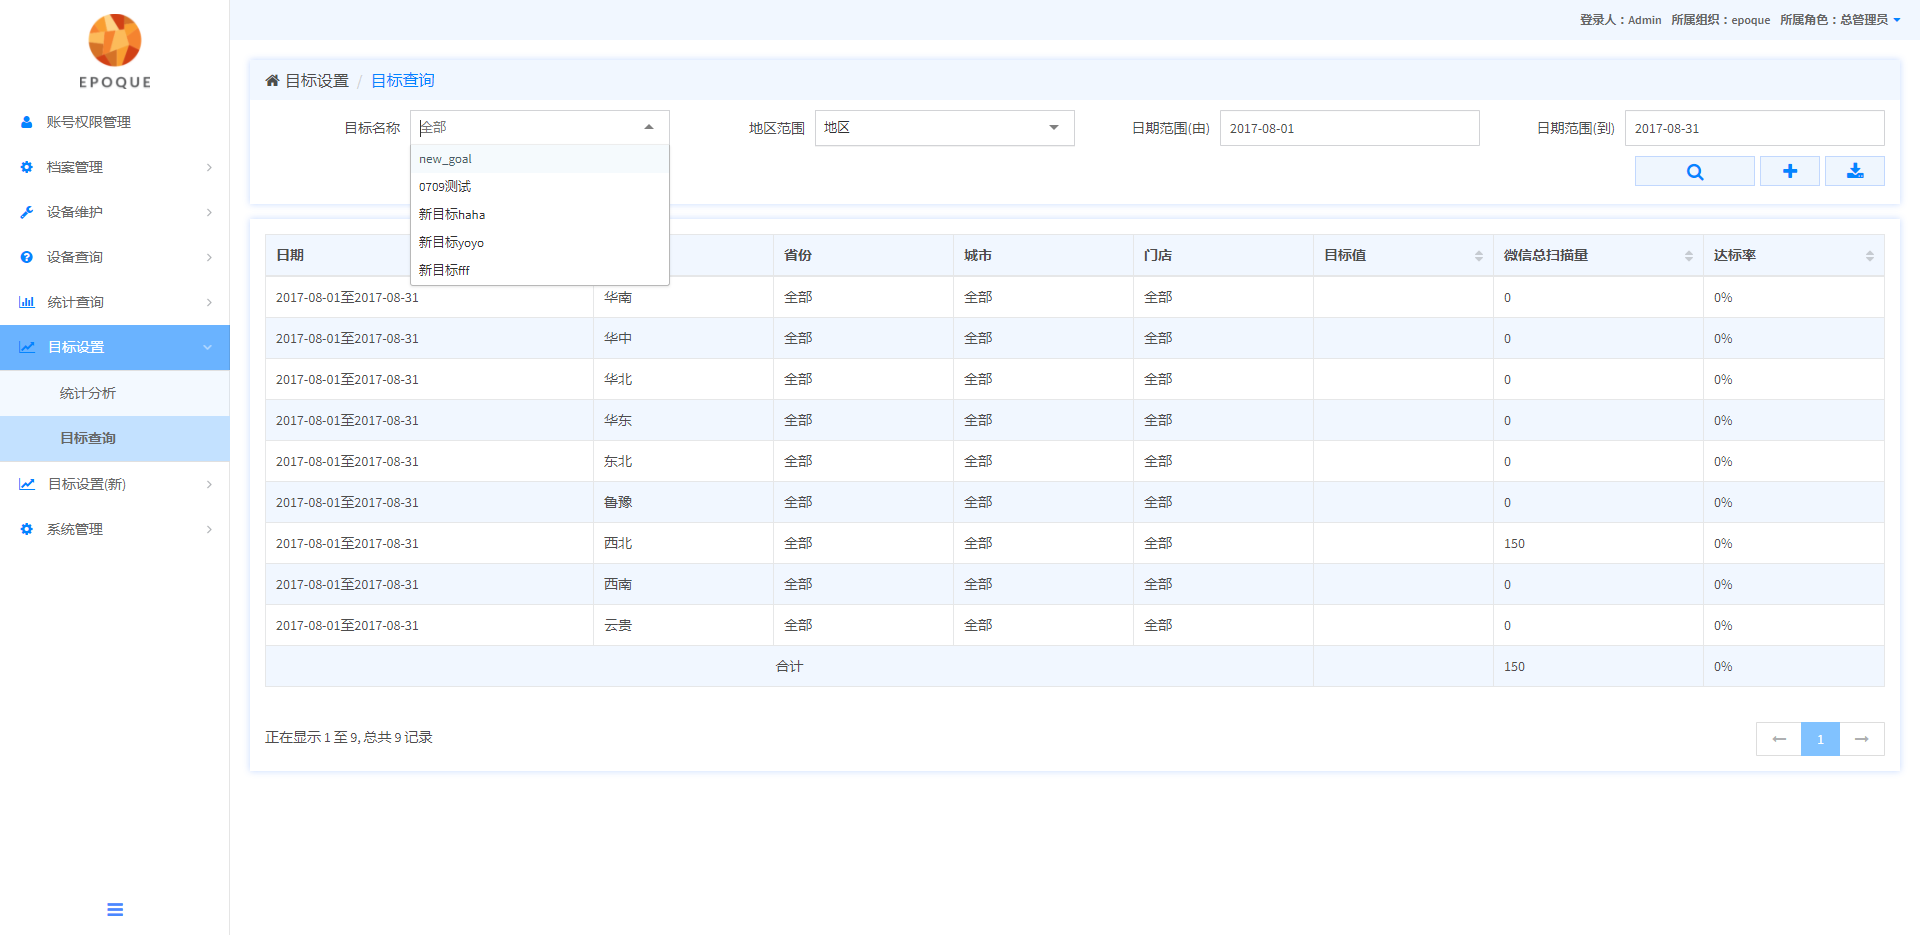 登录人：Admin 所属组织：epoque 所属角色：总管理员
EPOQUE
账号权限管理
档案管理
设备维护
设备查询
统计查询
目标设置
统计分析
目标查询
目标设置(新)
系统管理
目标设置 / 目标查询
目标名称 全部 地区范围 地区 日期范围(由) 2017-08-01 日期范围(到) 2017-08-31
new_goal
0709测试
新目标haha
新目标yoyo
新目标fff
日期 省份 城市 门店 目标值 微信总扫描量 达标率
2017-08-01至2017-08-31 华南 全部 全部 全部 0 0%
2017-08-01至2017-08-31 华中 全部 全部 全部 0 0%
2017-08-01至2017-08-31 华北 全部 全部 全部 0 0%
2017-08-01至2017-08-31 华东 全部 全部 全部 0 0%
2017-08-01至2017-08-31 东北 全部 全部 全部 0 0%
2017-08-01至2017-08-31 鲁豫 全部 全部 全部 0 0%
2017-08-01至2017-08-31 西北 全部 全部 全部 150 0%
2017-08-01至2017-08-31 西南 全部 全部 全部 0 0%
2017-08-01至2017-08-31 云贵 全部 全部 全部 0 0%
合计 150 0%
正在显示 1 至 9, 总共 9 记录
← 1 →